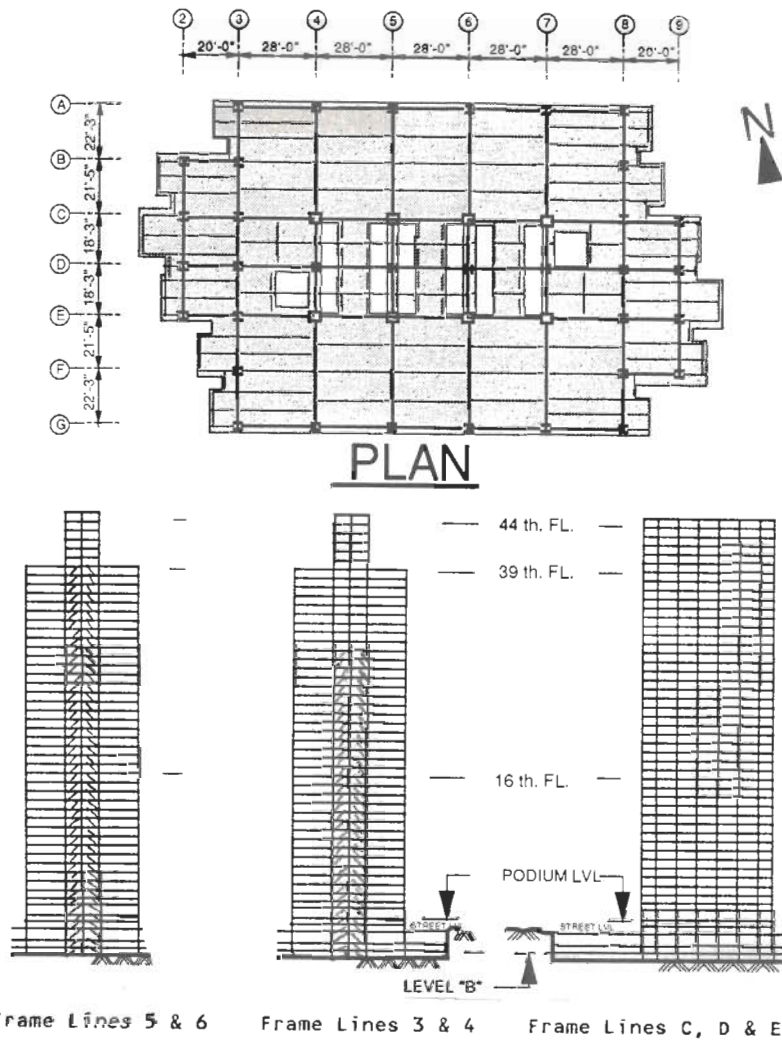 2 3 4 5 6 7 8 9
20'-0" 28'-0" 28'-0" 28'-0" 28'-0" 28'-0" 20'-0"
N
A
22'-3"
B
21'-5"
C
18'-3"
D
18'-3"
E
21'-5"
F
22'-3"
G
PLAN
44 th. FL.
39 th. FL.
16 th. FL.
PODIUM LVL
STREET LVL STREET LVL
LEVEL "B"
rame Lines 5 & 6 Frame Lines 3 & 4 Frame Lines C, D & E